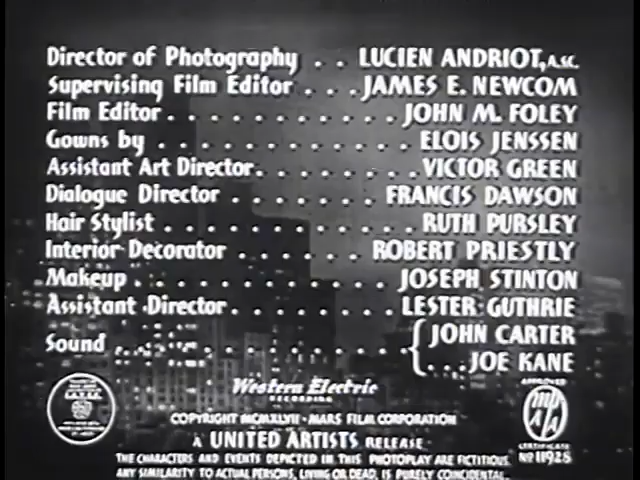 Director of Photography . . LUCIEN ANDRIOT, A.S.C.
Supervising Film Editor . . . JAMES E. NEWCOM
Film Editor . . . . . . . . . . . JOHN M. FOLEY
Gowns by . . . . . . . . . . . . ELOIS JENSSEN
Assistant Art Director . . . . . . . VICTOR GREEN
Dialogue Director . . . . . . . FRANCIS DAWSON
Hair Stylist . . . . . . . . . . . RUTH PURSLEY
Interior Decorator . . . . . . ROBERT PRIESTLY
Makeup . . . . . . . . . . . . JOSEPH STINTON
Assistant Director . . . . . . . . LESTER GUTHRIE
Sound . . . . . . . . . . . . { JOHN CARTER
. . . JOE KANE
Western Electric
RECORDING
APPROVED
MPAA
CERTIFICATE
No 11928
COPYRIGHT MCMXLVII - MARS FILM CORPORATION
A UNITED ARTISTS RELEASE
THE CHARACTERS AND EVENTS DEPICTED IN THIS PHOTOPLAY ARE FICTITIOUS.
ANY SIMILARITY TO ACTUAL PERSONS, LIVING OR DEAD, IS PURELY COINCIDENTAL.